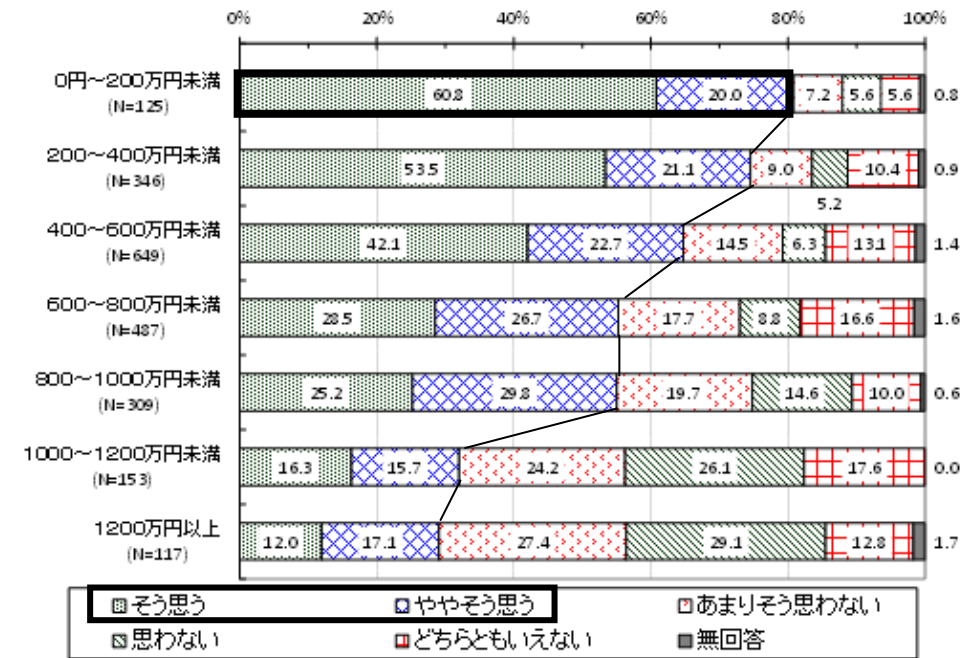 0% 20% 40% 60% 80% 100%
0円～200万円未満 60.8 20.0 7.2 5.6 5.6 0.8
(N=125)
200～400万円未満 53.5 21.1 9.0 10.4 0.9
(N=346)
5.2
400～600万円未満 42.1 22.7 14.5 6.3 13.1 1.4
(N=649)
600～800万円未満 28.5 26.7 17.7 8.8 16.6 1.6
(N=487)
800～1000万円未満 25.2 29.8 19.7 14.6 10.0 0.6
(N=309)
1000～1200万円未満 16.3 15.7 24.2 26.1 17.6 0.0
(N=153)
1200万円以上 12.0 17.1 27.4 29.1 12.8 1.7
(N=117)
そう思う ややそう思う あまりそう思わない
思わない どちらともいえない 無回答